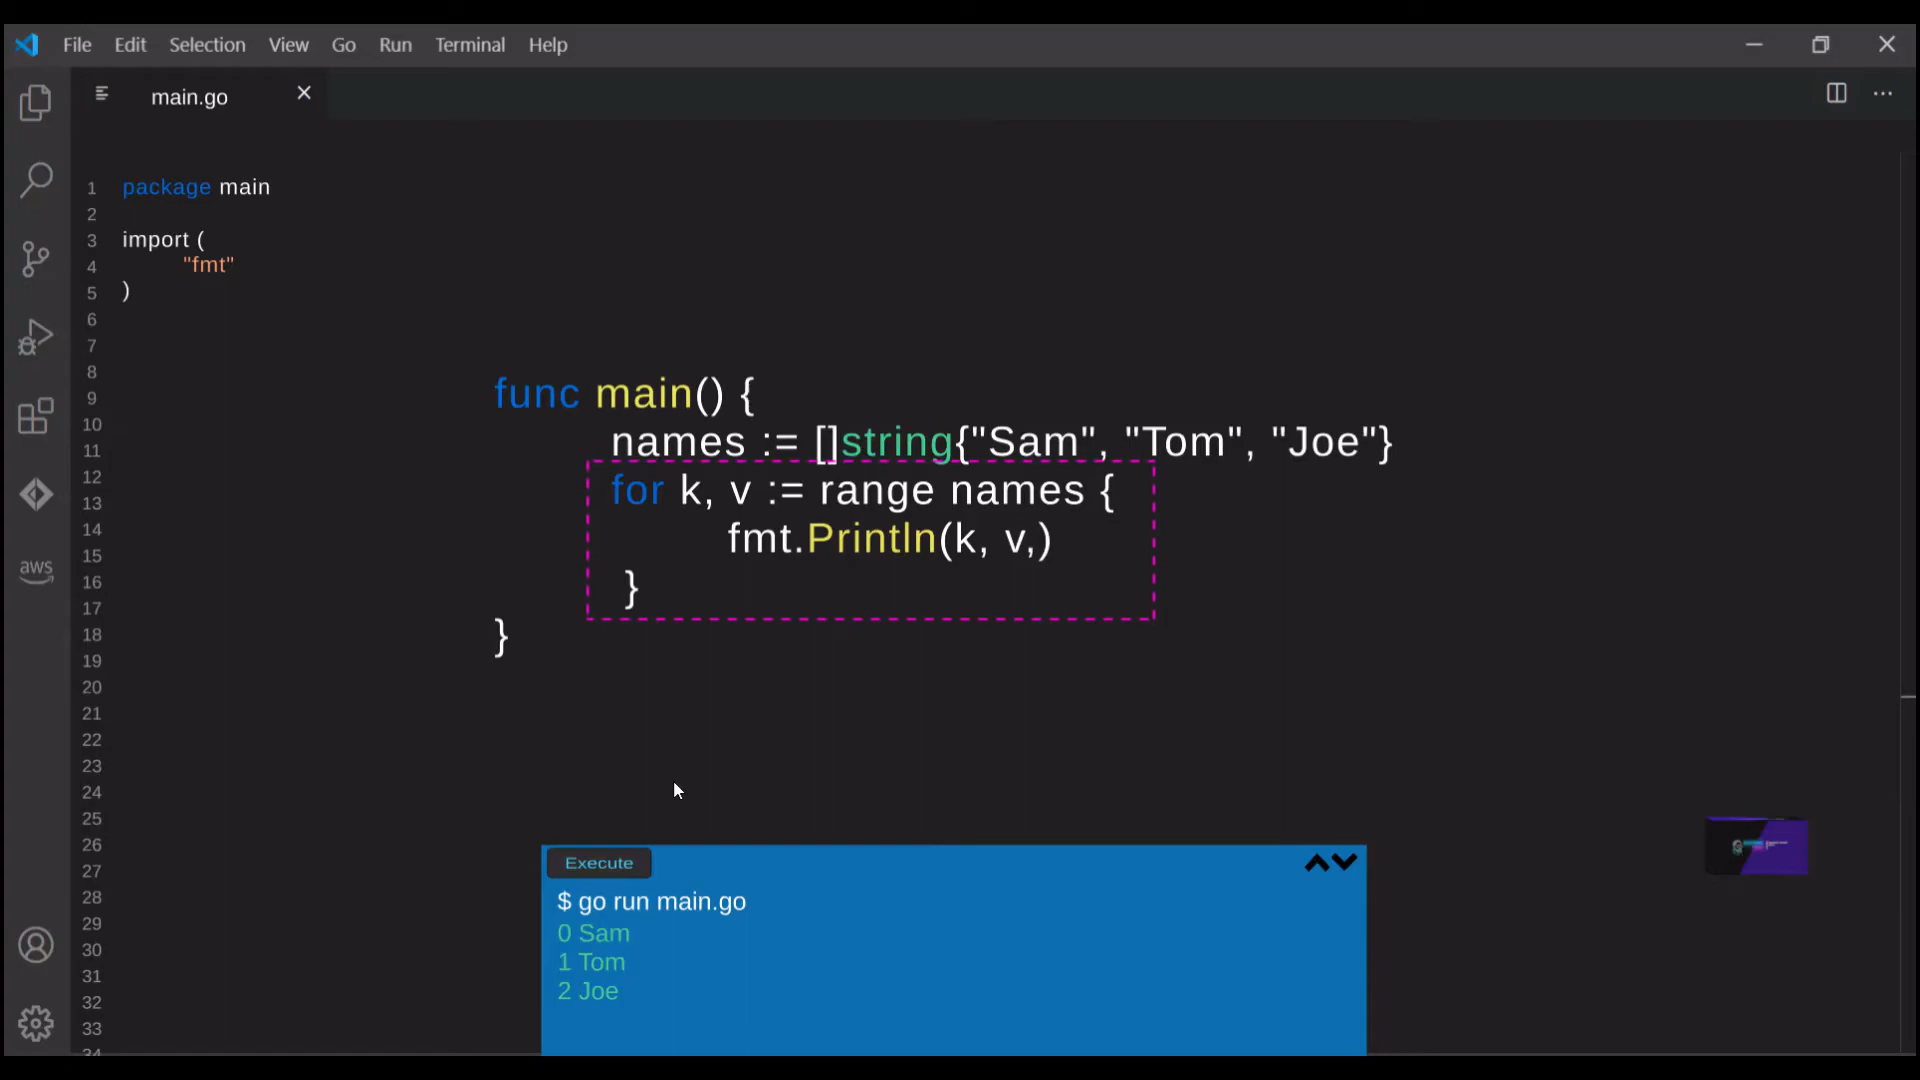 File Edit Selection View Go Run Terminal Help
main.go
1 package main
2
3 import (
4 "fmt"
5 )
6
7
8
9 func main() {
10
11 names := []string{"Sam", "Tom", "Joe"}
12
13 for k, v := range names {
14 fmt.Println(k, v,)
15
16 }
17
18 }
19
20
21
22
23
24
25
26
27
28
29
30
31
32
33
34
aws
Execute
$ go run main.go
0 Sam
1 Tom
2 Joe